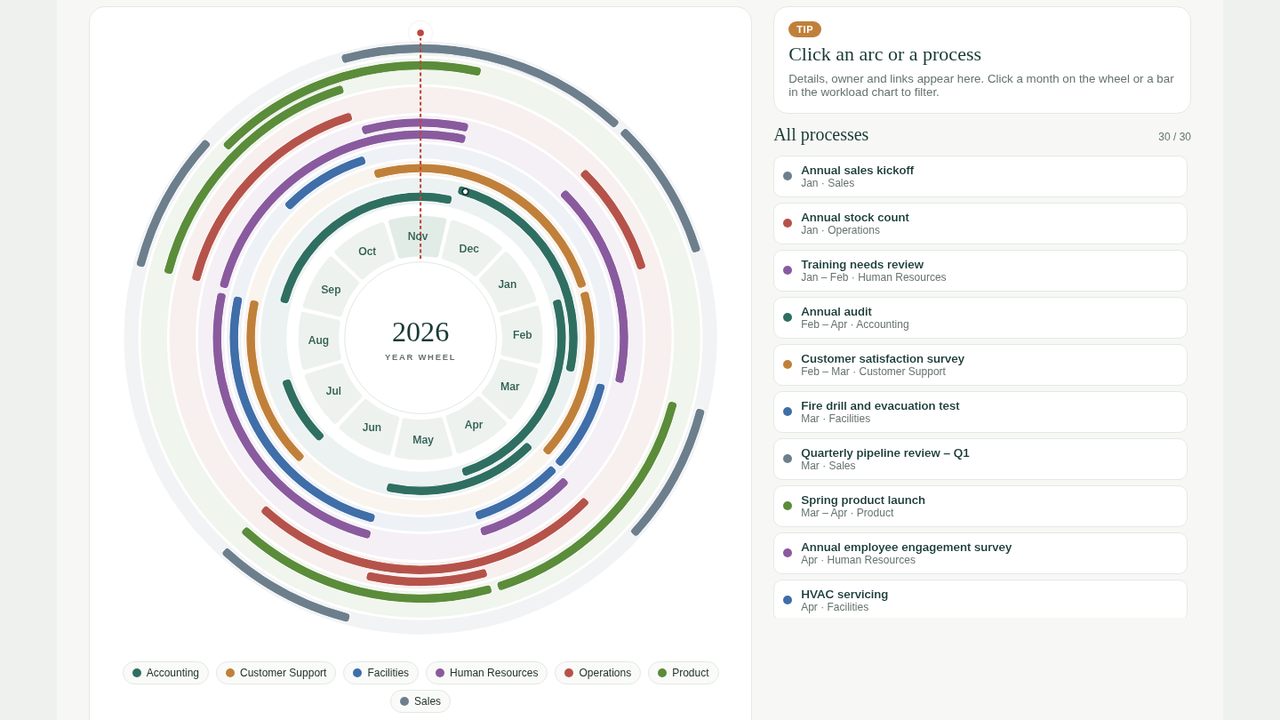 Nov
Dec
Jan
Feb
Mar
Apr
May
Jun
Jul
Aug
Sep
Oct
2026
YEAR WHEEL
Accounting
Customer Support
Facilities
Human Resources
Operations
Product
Sales
TIP
Click an arc or a process
Details, owner and links appear here. Click a month on the wheel or a bar
in the workload chart to filter.
All processes
30 / 30
Annual sales kickoff
Jan · Sales
Annual stock count
Jan · Operations
Training needs review
Jan – Feb · Human Resources
Annual audit
Feb – Apr · Accounting
Customer satisfaction survey
Feb – Mar · Customer Support
Fire drill and evacuation test
Mar · Facilities
Quarterly pipeline review – Q1
Mar · Sales
Spring product launch
Mar – Apr · Product
Annual employee engagement survey
Apr · Human Resources
HVAC servicing
Apr · Facilities